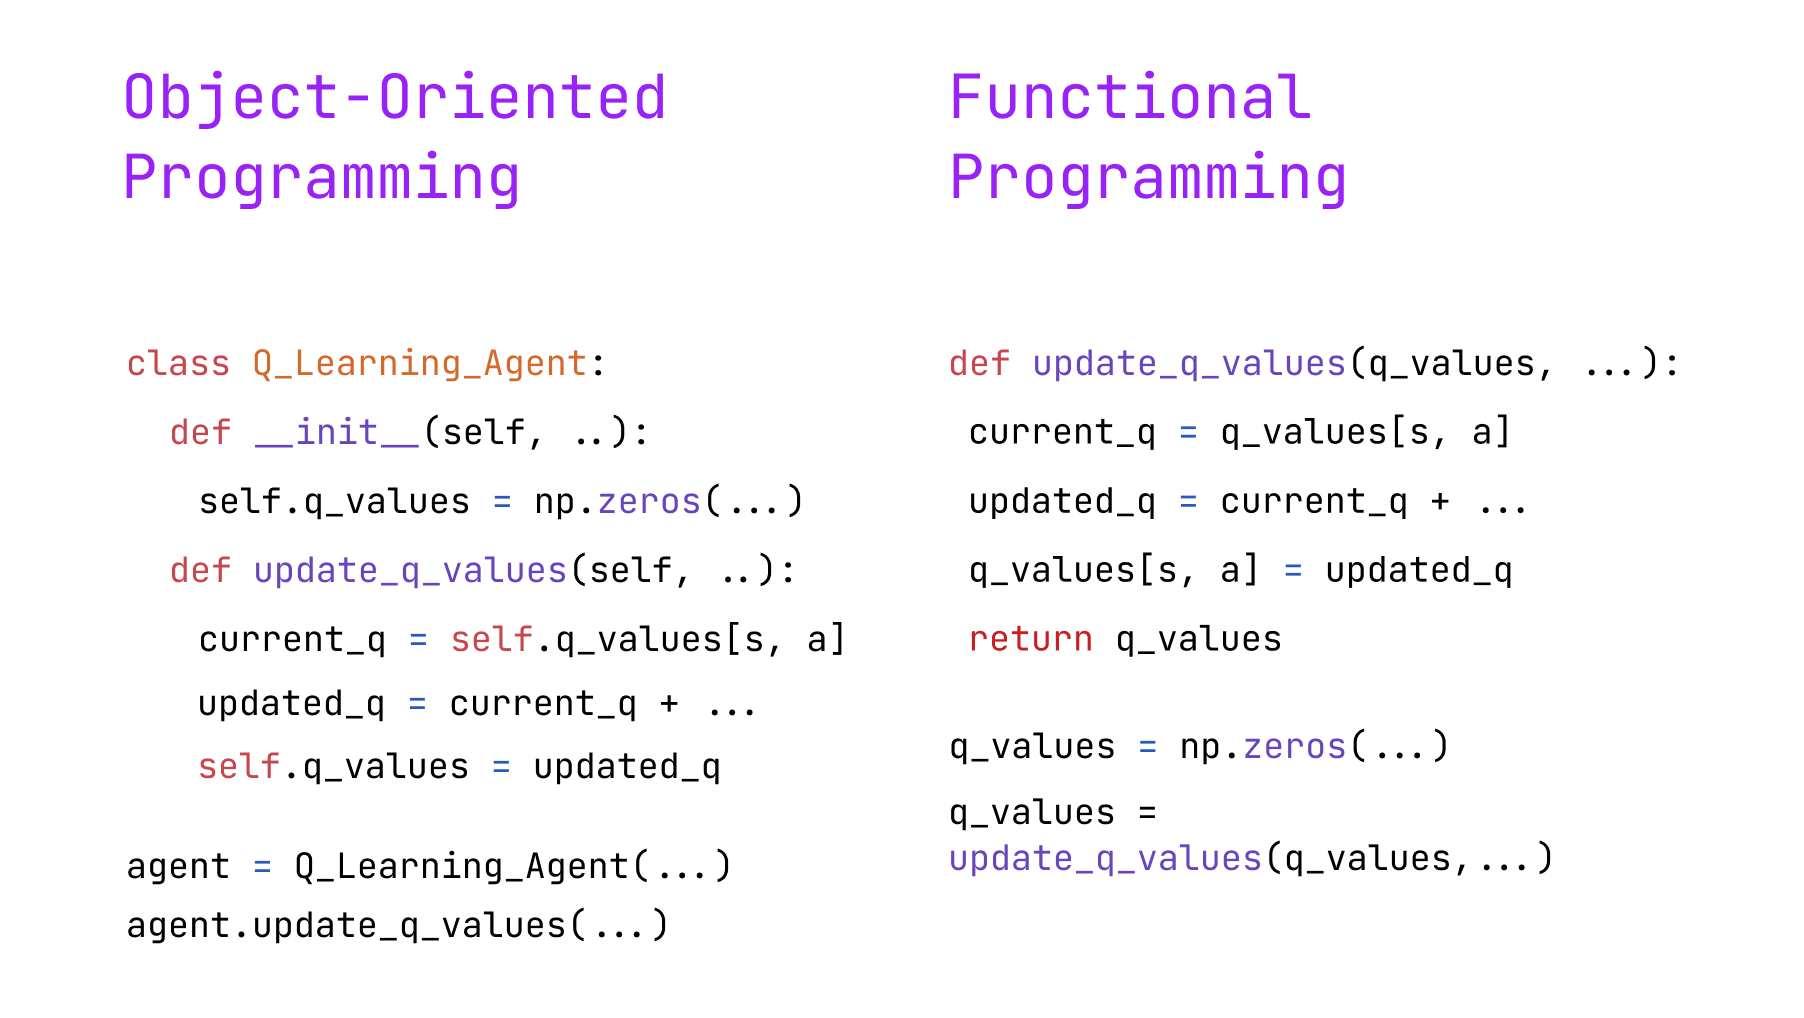 Object-Oriented
Programming
class Q_Learning_Agent:
def __init__(self, ..):
self.q_values = np.zeros(...)
def update_q_values(self, ..):
current_q = self.q_values[s, a]
updated_q = current_q + ...
self.q_values = updated_q
agent = Q_Learning_Agent(...)
agent.update_q_values(...)
Functional
Programming
def update_q_values(q_values, ...):
current_q = q_values[s, a]
updated_q = current_q + ...
q_values[s, a] = updated_q
return q_values
q_values = np.zeros(...)
q_values =
update_q_values(q_values,...)